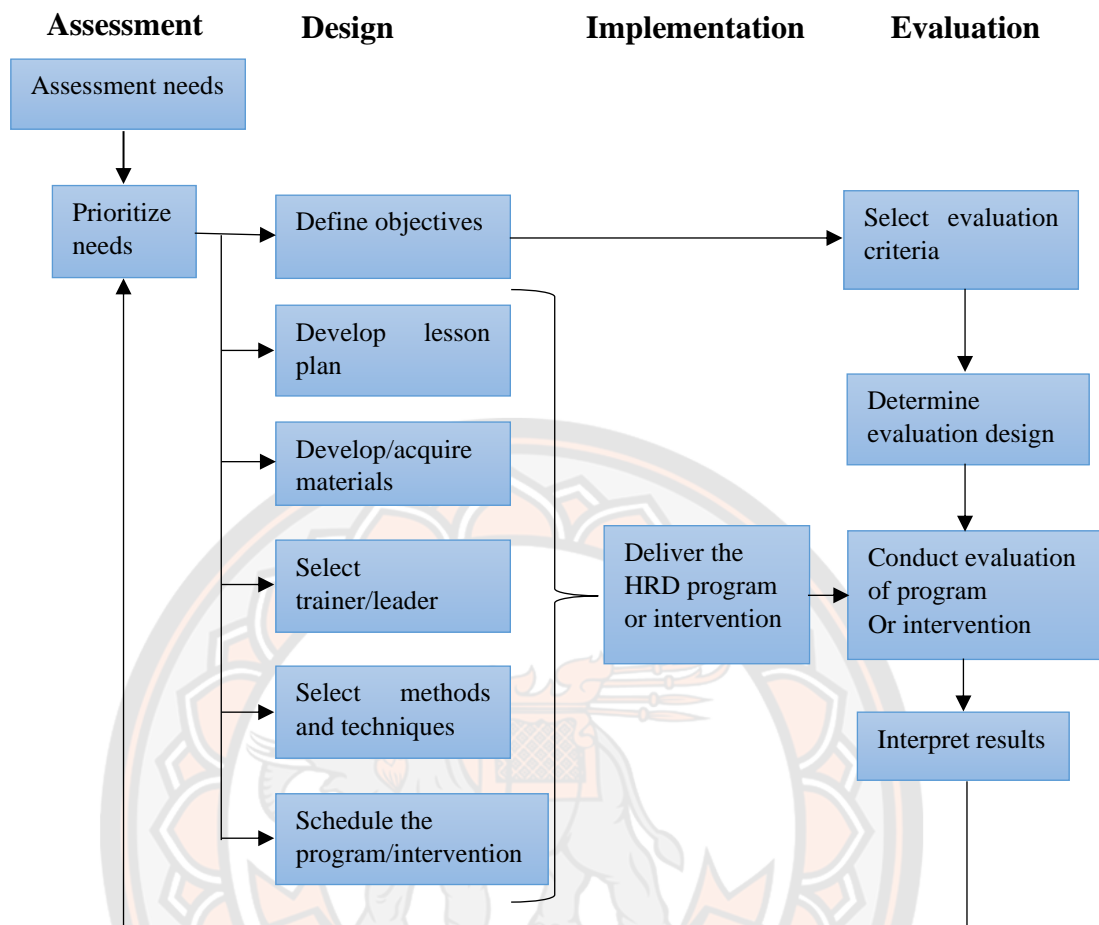 Assessment Design Implementation Evaluation
Assessment needs
Prioritize
needs
Define objectives
Develop lesson
plan
Develop/acquire
materials
Select
trainer/leader
Select methods
and techniques
Schedule the
program/intervention
Deliver the
HRD program
or intervention
Select evaluation
criteria
Determine
evaluation design
Conduct evaluation
of program
Or intervention
Interpret results